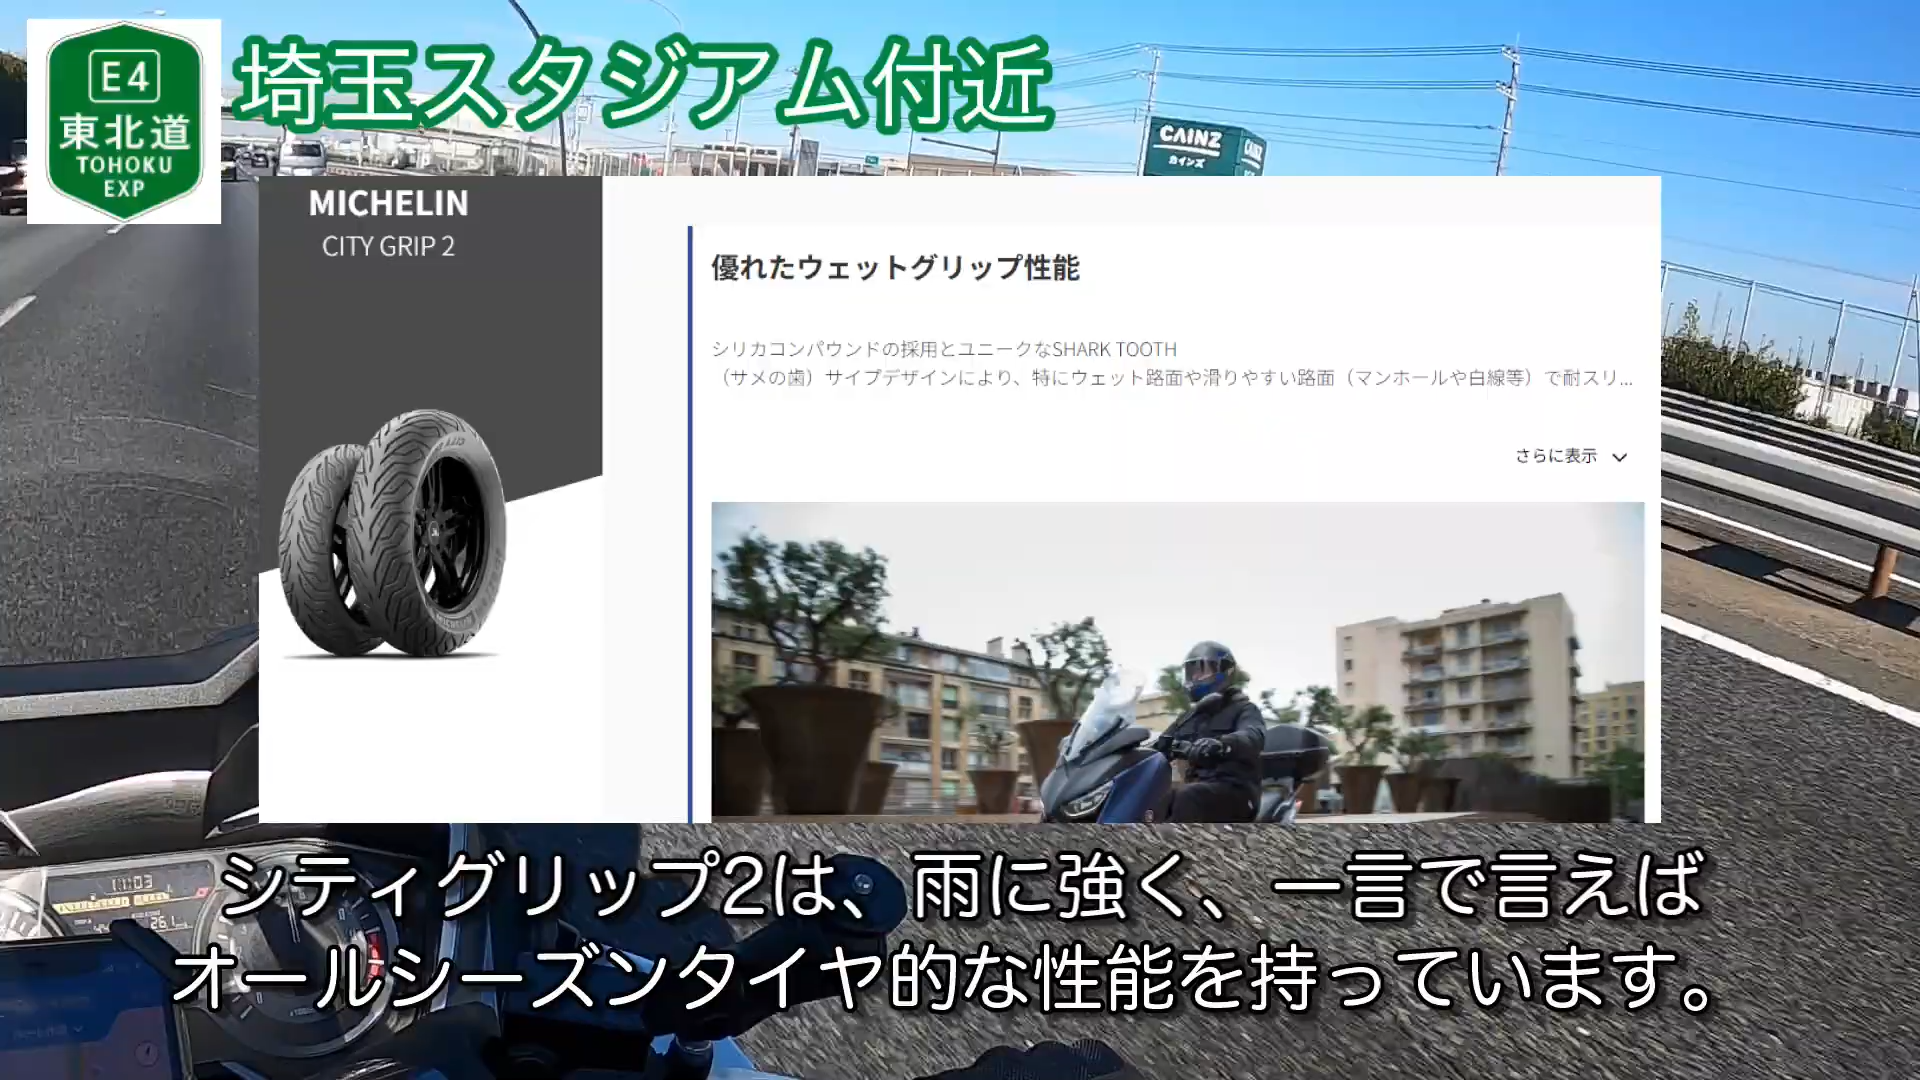 E4
東北道
TOHOKU
EXP
埼玉スタジアム付近
CAINZ
カインズ
MICHELIN
CITY GRIP 2
優れたウェットグリップ性能
シリカコンパウンドの採用とユニークなSHARK TOOTH
（サメの歯）サイプデザインにより、特にウェット路面や滑りやすい路面（マンホールや白線等）で耐スリ...
さらに表示
11:03
シティグリップ2は、雨に強く、一言で言えば
オールシーズンタイヤ的な性能を持っています。